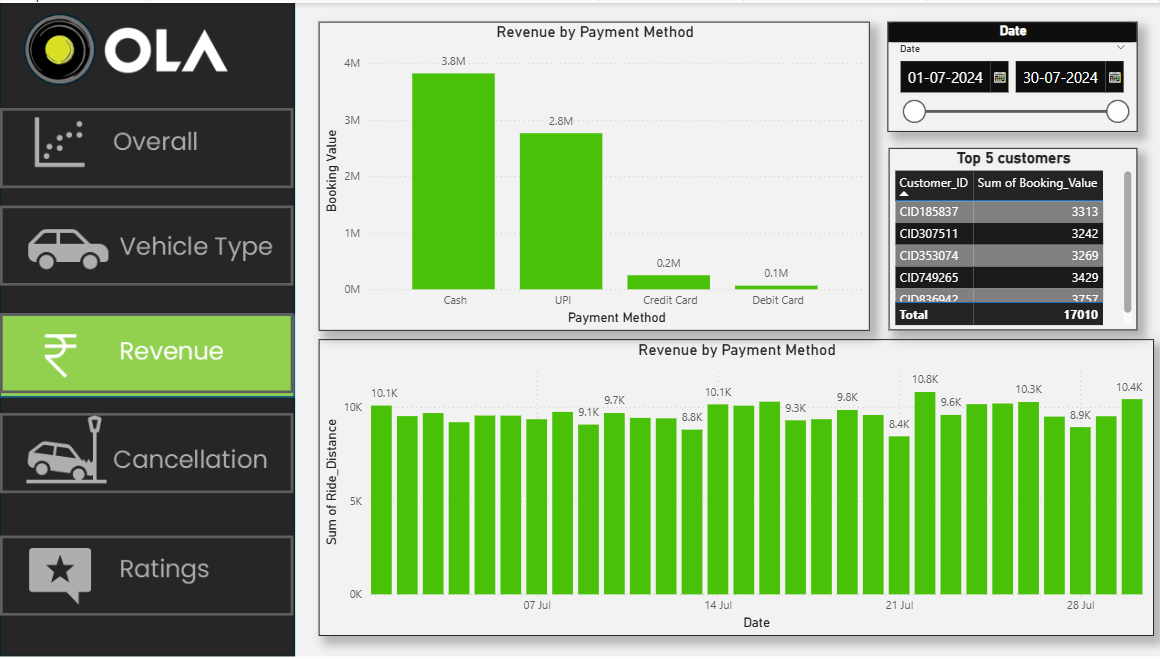 OLA
Overall
Vehicle Type
Revenue
Cancellation
Ratings
Revenue by Payment Method
Booking Value
4M
3M
2M
1M
0M
3.8M
2.8M
0.2M
0.1M
Cash UPI Credit Card Debit Card
Payment Method
Date
Date
01-07-2024 30-07-2024
Top 5 customers
Customer_ID Sum of Booking_Value
CID185837 3313
CID307511 3242
CID353074 3269
CID749265 3429
CID836942 3757
Total 17010
Revenue by Payment Method
Sum of Ride_Distance
10K
5K
0K
10.1K 9.1K 9.7K 8.8K 10.1K 9.3K 9.8K 8.4K 10.8K 9.6K 10.3K 8.9K 10.4K
07 Jul 14 Jul 21 Jul 28 Jul
Date